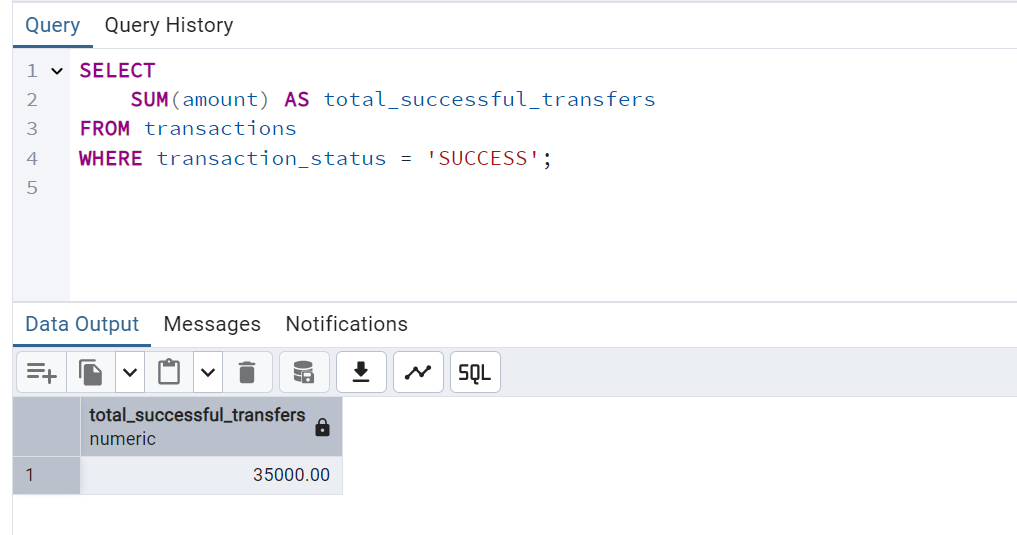 Query Query History
1 SELECT
2 SUM(amount) AS total_successful_transfers
3 FROM transactions
4 WHERE transaction_status = 'SUCCESS';
5
Data Output Messages Notifications
SQL
total_successful_transfers
numeric
1 35000.00